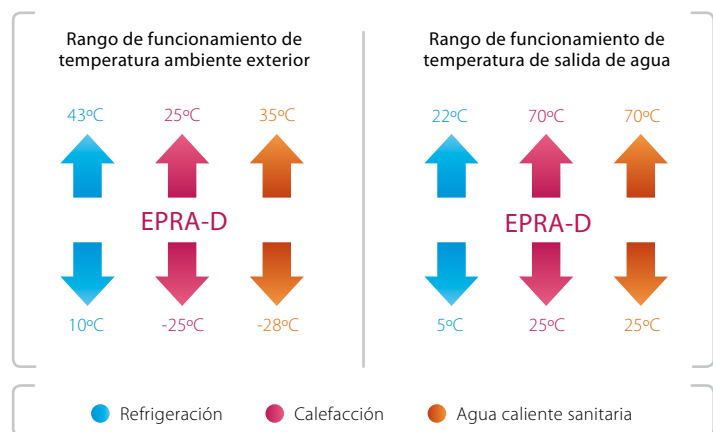 Rango de funcionamiento de
temperatura ambiente exterior
43ºC 25ºC 35ºC
EPRA-D
10ºC -25ºC -28ºC
Rango de funcionamiento de
temperatura de salida de agua
22ºC 70ºC 70ºC
EPRA-D
5ºC 25ºC 25ºC
Refrigeración Calefacción Agua caliente sanitaria